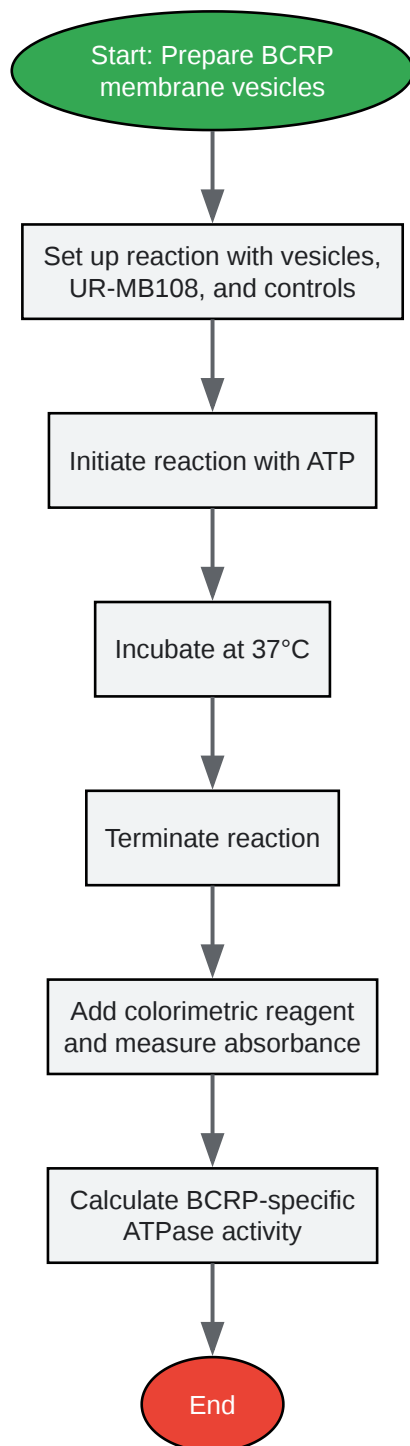 Start: Prepare BCRP
membrane vesicles
Set up reaction with vesicles,
UR-MB108, and controls
Initiate reaction with ATP
Incubate at 37°C
Terminate reaction
Add colorimetric reagent
and measure absorbance
Calculate BCRP-specific
ATPase activity
End